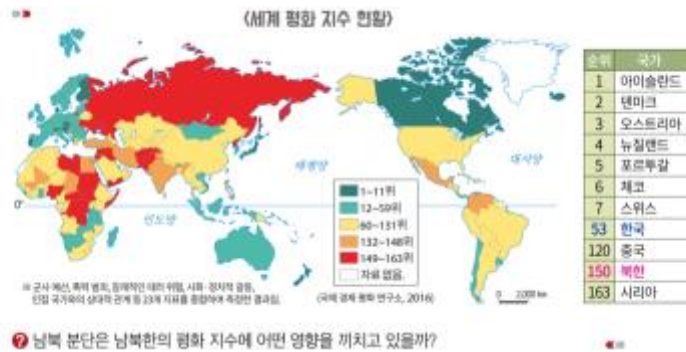 〈세계 평화 지수 현황〉
태평양
대서양
인도양
0°
1~11위
12~59위
60~131위
132~148위
149~163위
자료 없음.
※ 군사 예산, 폭력 범죄, 잠재적인 테러 위험, 사회·정치적 갈등,
인접 국가와의 상대적 관계 등 23개 지표를 종합하여 측정한 결과임.
(국제 경제 평화 연구소, 2016)
0 2,000 km
순위 국가
1 아이슬란드
2 덴마크
3 오스트리아
4 뉴질랜드
5 포르투갈
6 체코
7 스위스
53 한국
120 중국
150 북한
163 시리아
? 남북 분단은 남북한의 평화 지수에 어떤 영향을 끼치고 있을까?